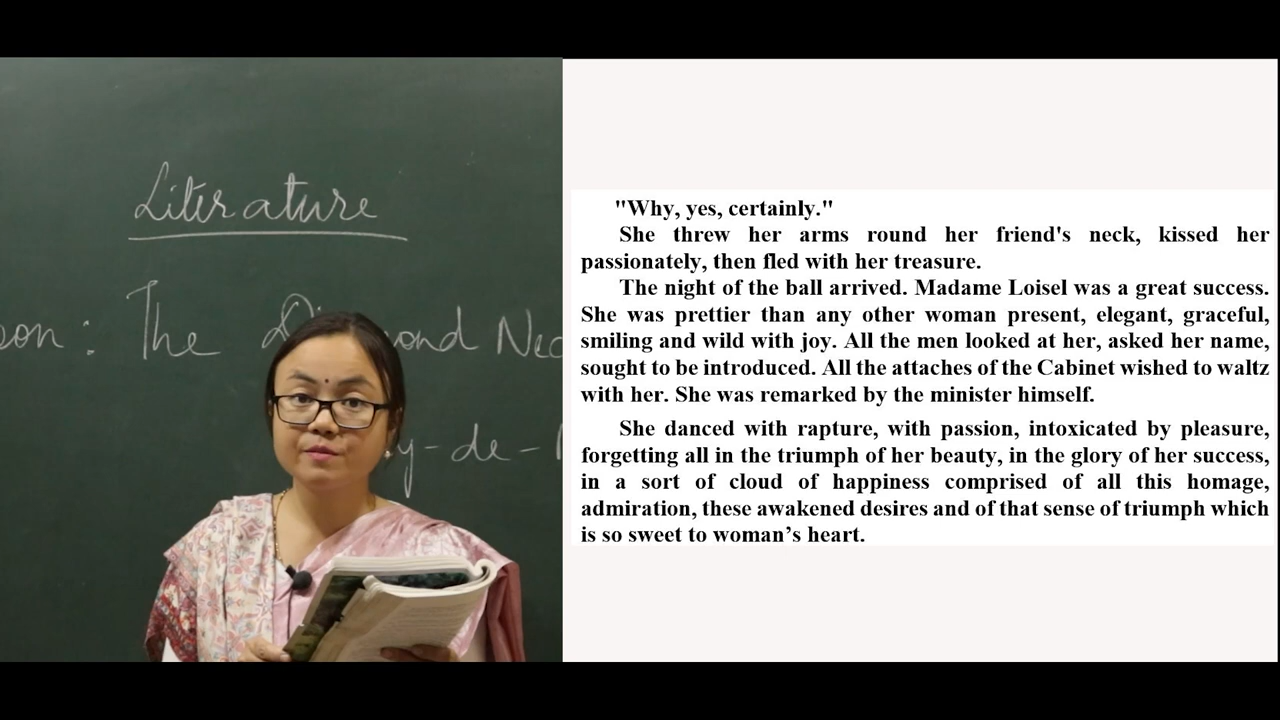 Literature
son: The Diamond Nec
y-de-
"Why, yes, certainly."
She threw her arms round her friend's neck, kissed her
passionately, then fled with her treasure.
The night of the ball arrived. Madame Loisel was a great success.
She was prettier than any other woman present, elegant, graceful,
smiling and wild with joy. All the men looked at her, asked her name,
sought to be introduced. All the attaches of the Cabinet wished to waltz
with her. She was remarked by the minister himself.
She danced with rapture, with passion, intoxicated by pleasure,
forgetting all in the triumph of her beauty, in the glory of her success,
in a sort of cloud of happiness comprised of all this homage,
admiration, these awakened desires and of that sense of triumph which
is so sweet to woman’s heart.